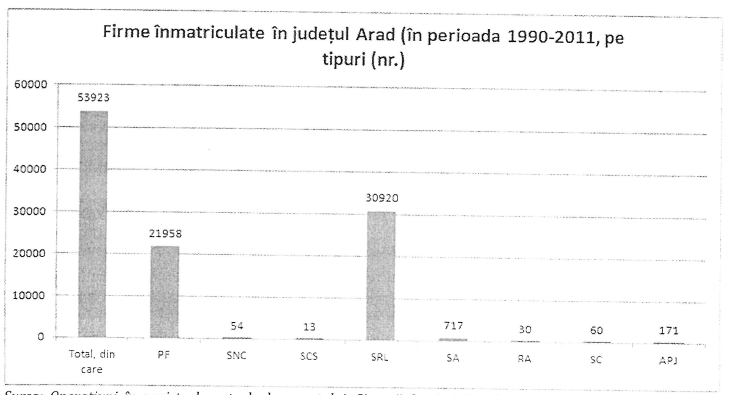 Firme înmatriculate în județul Arad (în perioada 1990-2011, pe
tipuri (nr.)
60000
50000
40000
30000
20000
10000
0
53923
21958
54
13
30920
717
30
60
171
Total, din
care
PF
SNC
SCS
SRL
SA
RA
SC
APJ